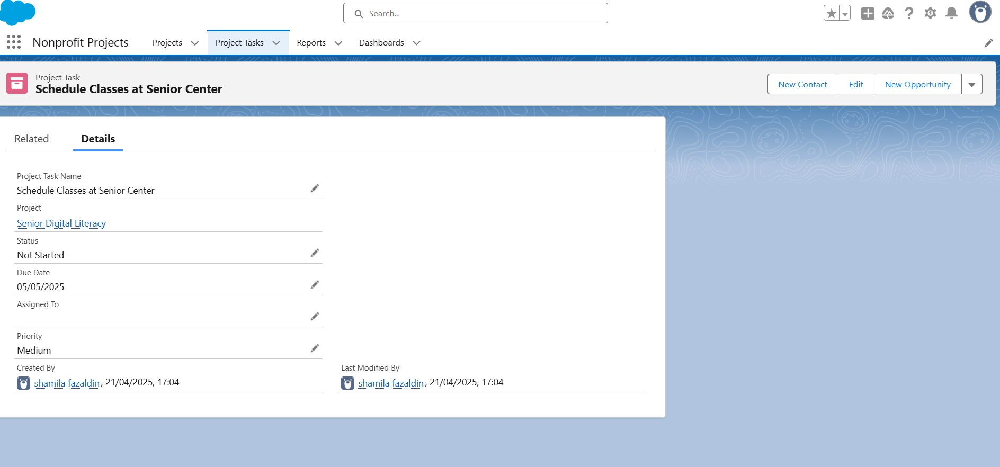 Search...
Nonprofit Projects
Projects
Project Tasks
Reports
Dashboards
Project Task
Schedule Classes at Senior Center
New Contact
Edit
New Opportunity
Related
Details
Project Task Name
Schedule Classes at Senior Center
Project
Senior Digital Literacy
Status
Not Started
Due Date
05/05/2025
Assigned To
Priority
Medium
Created By
shamila fazaldin, 21/04/2025, 17:04
Last Modified By
shamila fazaldin, 21/04/2025, 17:04